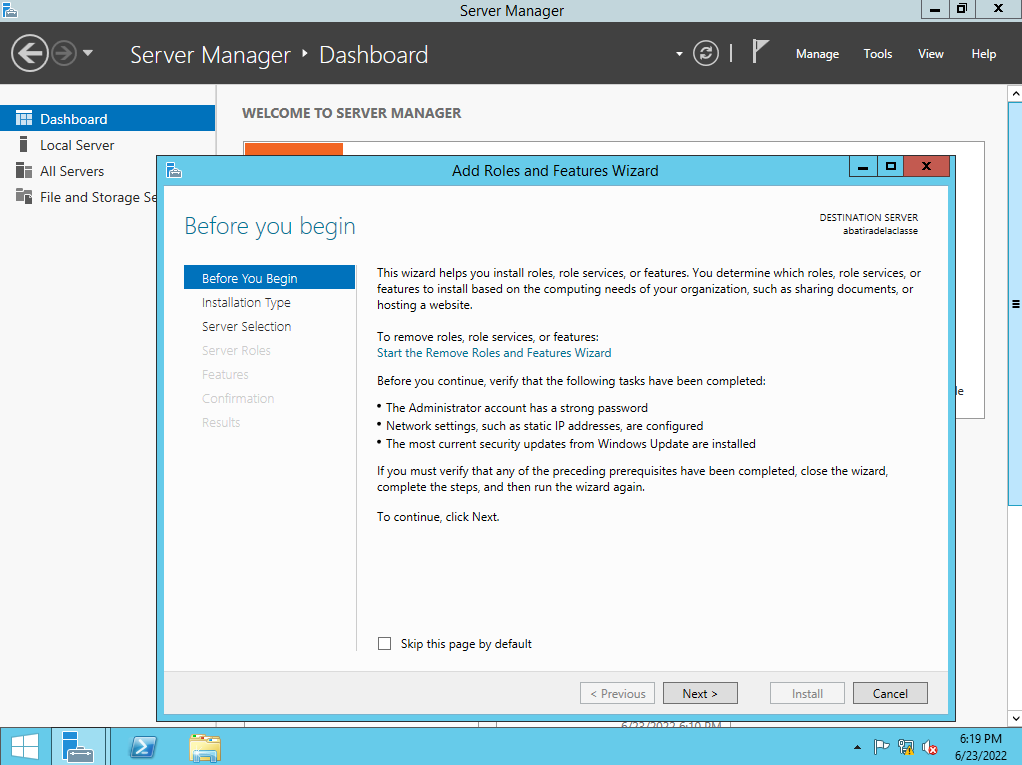 Server Manager
Server Manager ‣ Dashboard
Manage Tools View Help
Dashboard
Local Server
All Servers
File and Storage Se
WELCOME TO SERVER MANAGER
Add Roles and Features Wizard
Before you begin
DESTINATION SERVER
abatiradelaclasse
Before You Begin
Installation Type
Server Selection
Server Roles
Features
Confirmation
Results
This wizard helps you install roles, role services, or features. You determine which roles, role services, or
features to install based on the computing needs of your organization, such as sharing documents, or
hosting a website.
To remove roles, role services, or features:
Start the Remove Roles and Features Wizard
Before you continue, verify that the following tasks have been completed:
• The Administrator account has a strong password
• Network settings, such as static IP addresses, are configured
• The most current security updates from Windows Update are installed
If you must verify that any of the preceding prerequisites have been completed, close the wizard,
complete the steps, and then run the wizard again.
To continue, click Next.
Skip this page by default
< Previous
Next >
Install
Cancel
6/23/2022 6:10 PM
6:19 PM
6/23/2022